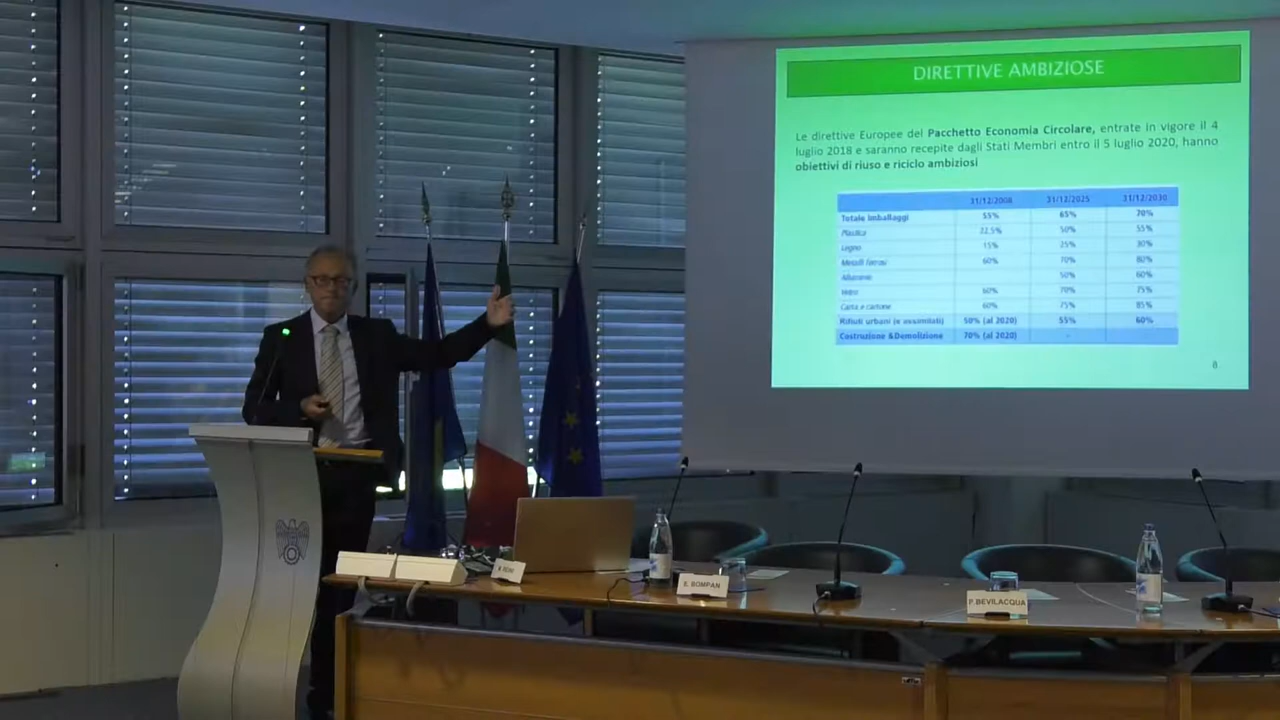 DIRETTIVE AMBIZIOSE
Le direttive Europee del Pacchetto Economia Circolare, entrate in vigore il 4
luglio 2018 e saranno recepite dagli Stati Membri entro il 5 luglio 2020, hanno
obiettivi di riuso e riciclo ambiziosi
31/12/2008 31/12/2025 31/12/2030
Totale imballaggi 55% 65% 70%
Plastica 22,5% 50% 55%
Legno 15% 25% 30%
Metalli ferrosi 60% 70% 80%
Alluminio 50% 60%
Vetro 60% 70% 75%
Carta e cartone 60% 75% 85%
Rifiuti urbani (e assimilati) 50% (al 2020) 55% 60%
Costruzione &Demolizione 70% (al 2020) -
8
E. BOMPAN
P.BEVILACQUA